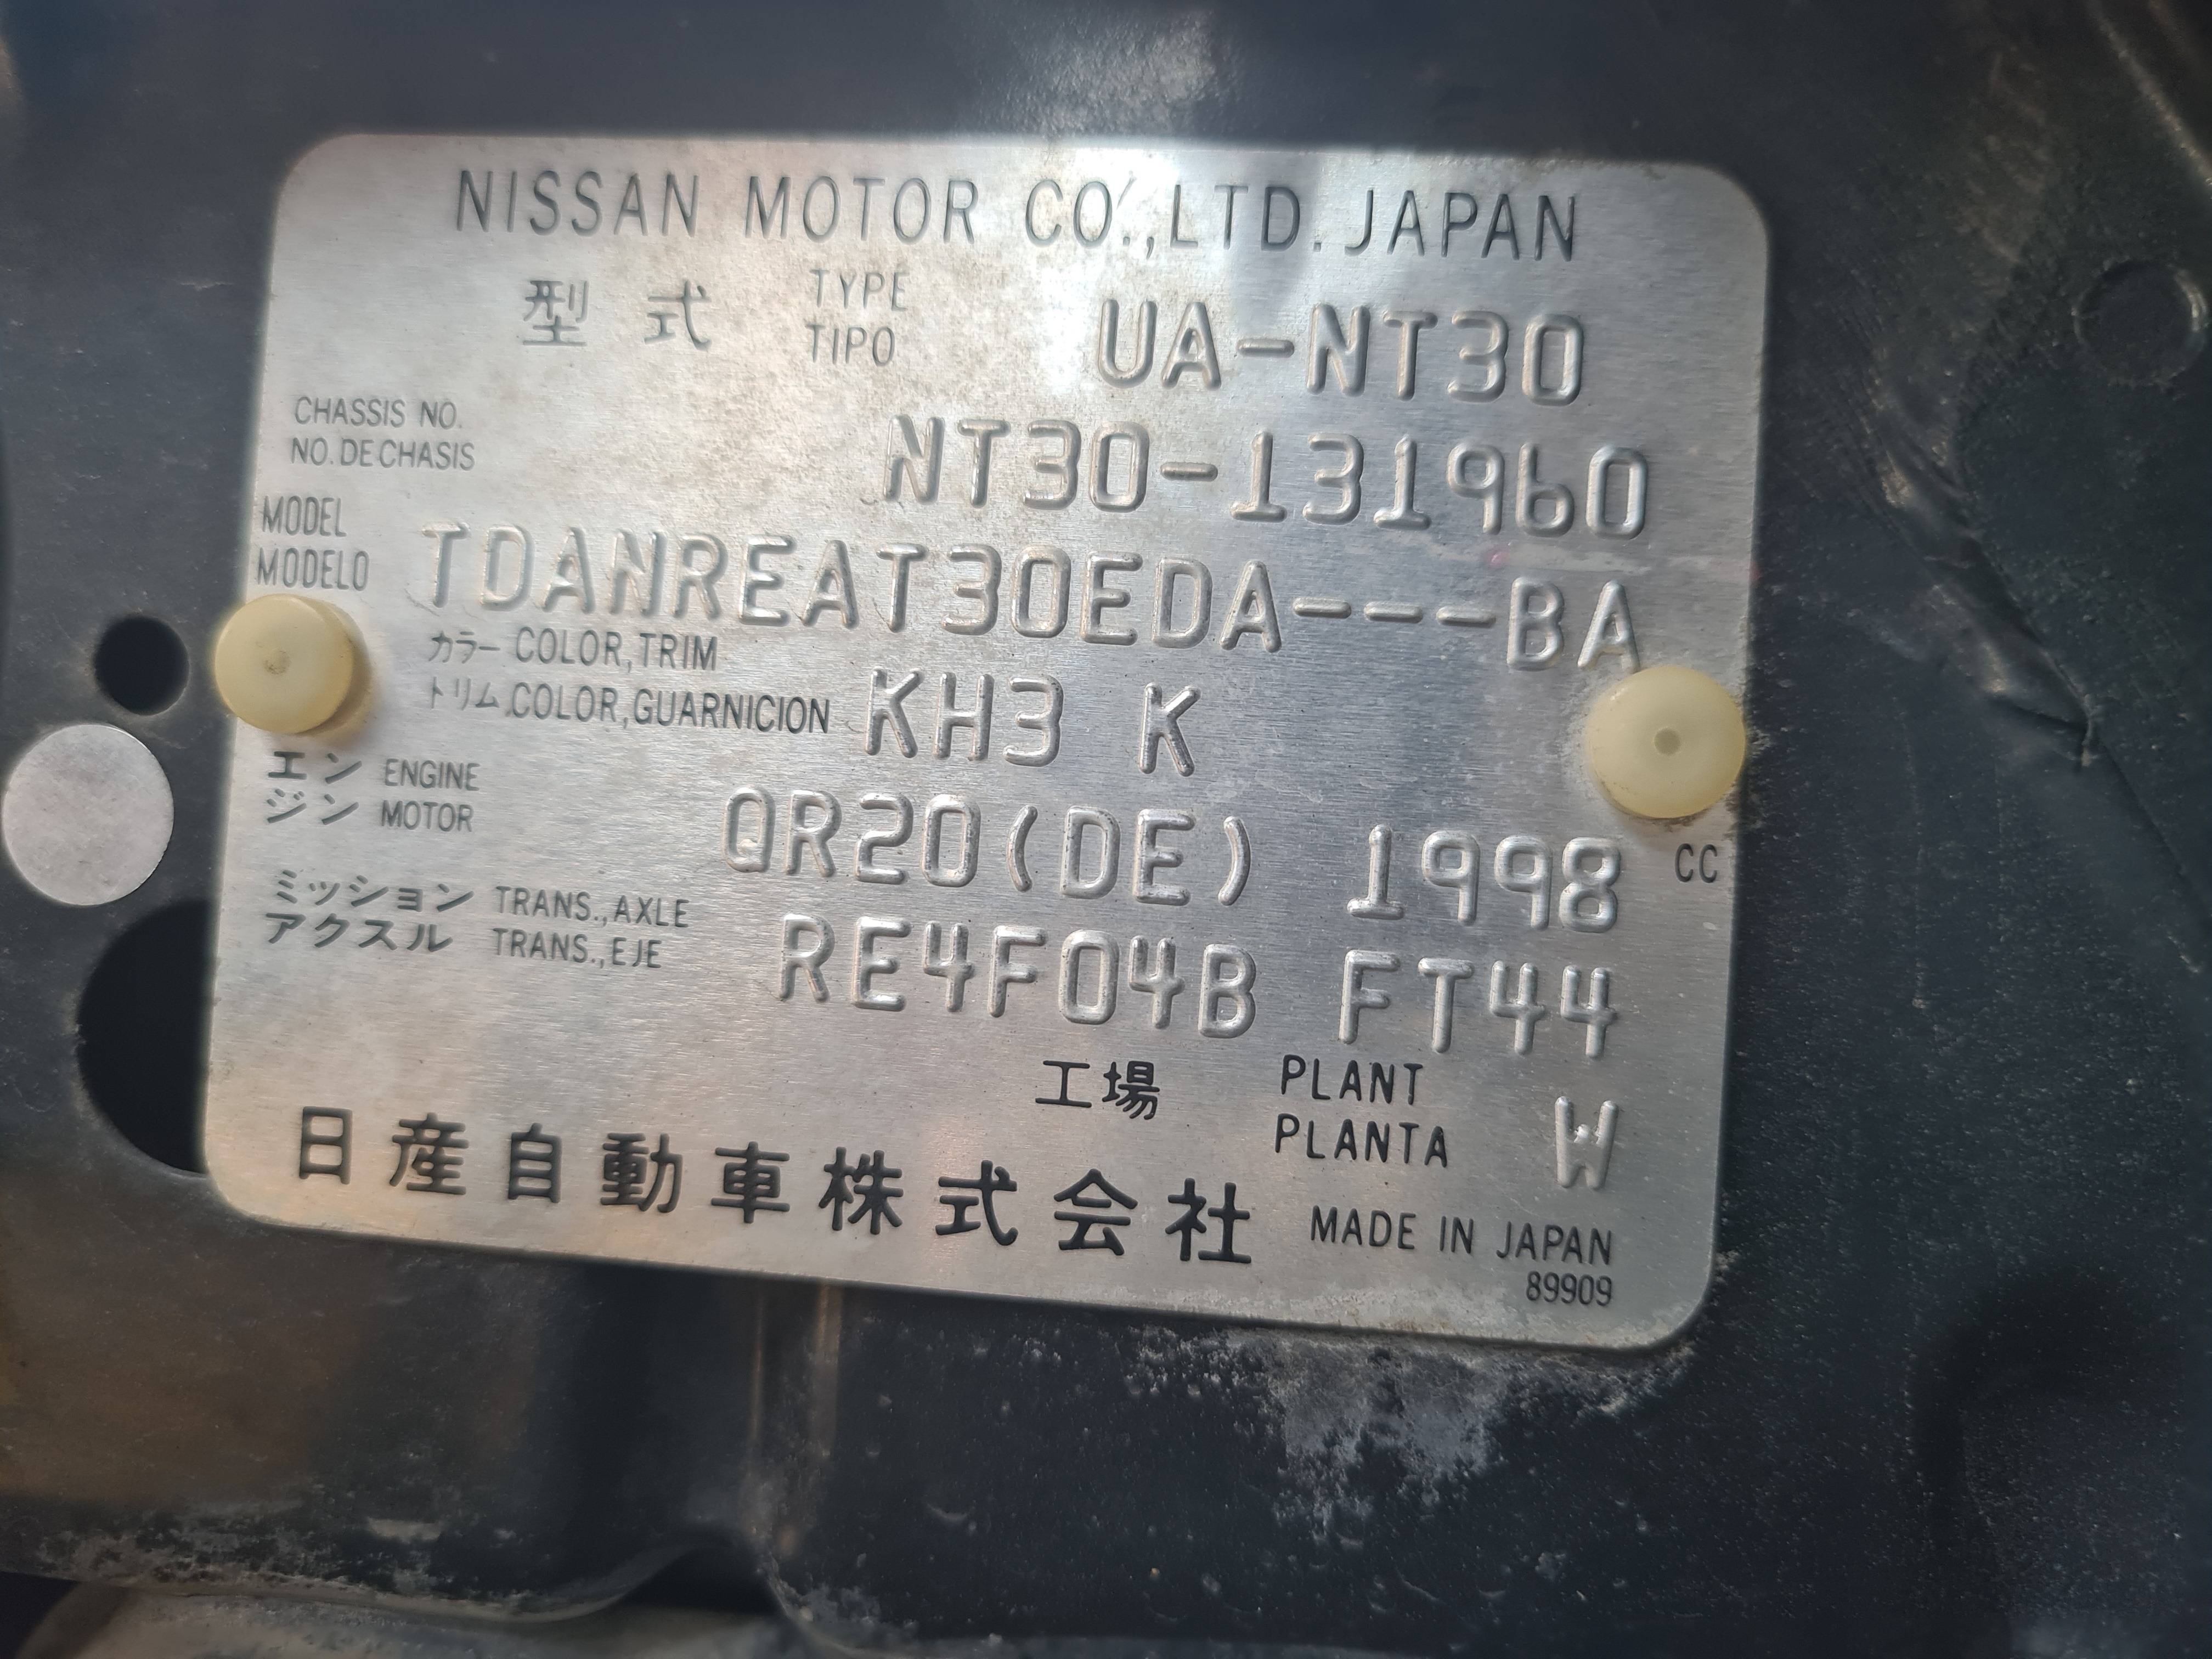 NISSAN MOTOR CO.,LTD. JAPAN
型式 TYPE UA-NT30
TIPO
CHASSIS NO. NT30-131960
NO. DE CHASIS
MODEL TDANREAT30EDA---BA
MODELO
カラー COLOR,TRIM KH3 K
トリム COLOR,GUARNICION
エン ENGINE QR20(DE) 1998 CC
ジン MOTOR
ミッション TRANS.,AXLE RE4F04B FT44
アクスル TRANS.,EJE
工場 PLANT W
PLANTA
日産自動車株式会社 MADE IN JAPAN
89909